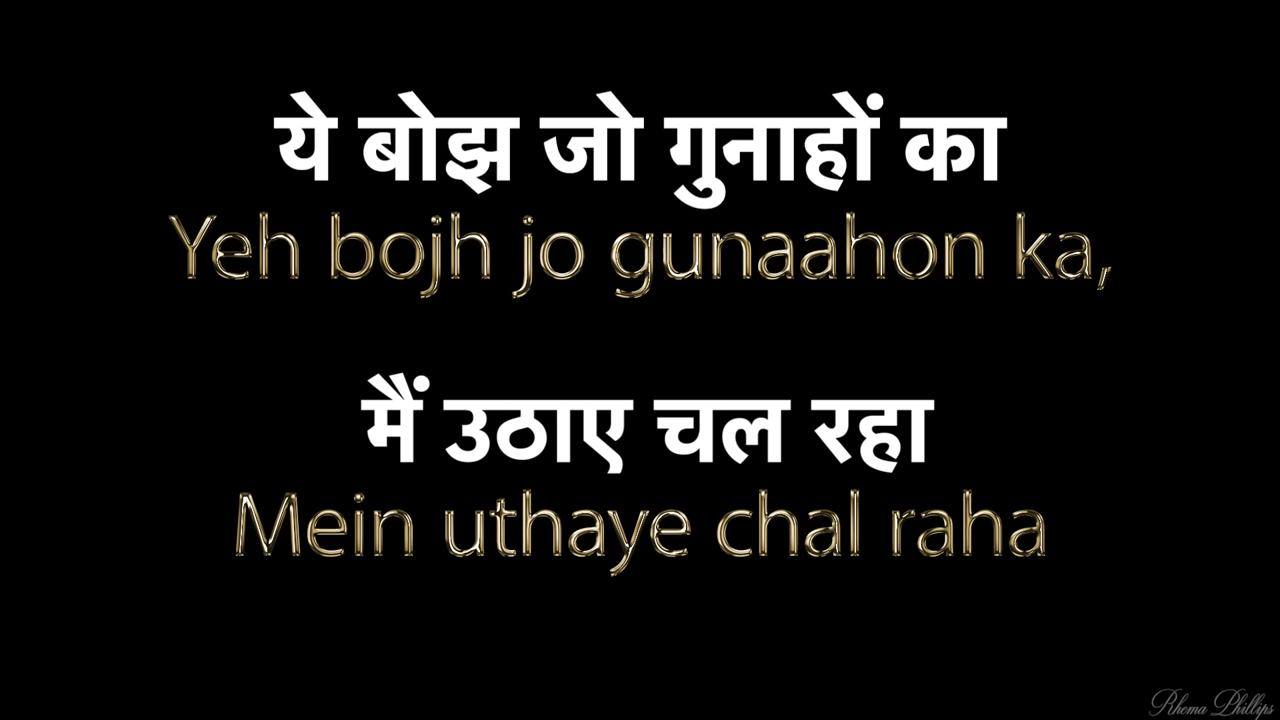 ये बोझ जो गुनाहों का
Yeh bojh jo gunaahon ka,
मैं उठाए चल रहा
Mein uthaye chal raha
Rhema Phillips